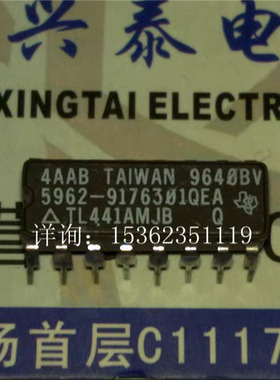 兴泰电
XINGTAI ELECTR
4AAB TAIWAN 9640BV
5962-9176301QEA
TL441AMJB Q
详询：15362351119
场首层C1117